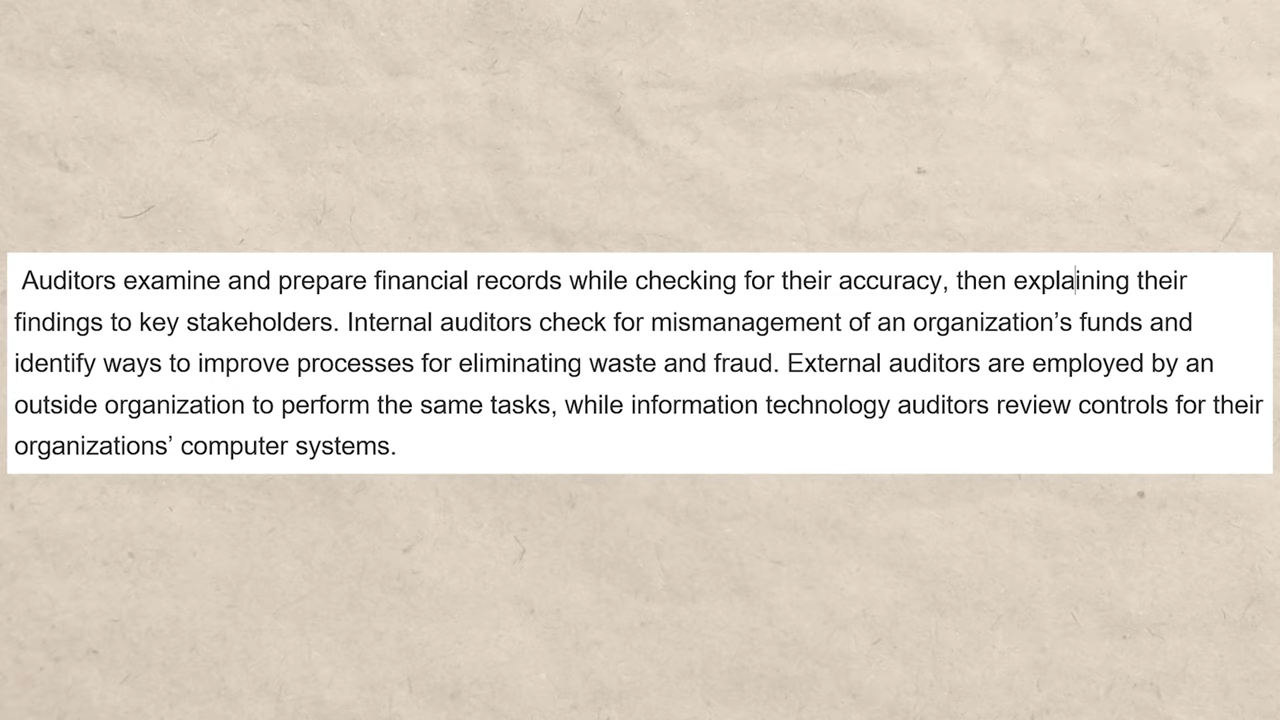 Auditors examine and prepare financial records while checking for their accuracy, then explaining their
findings to key stakeholders. Internal auditors check for mismanagement of an organization’s funds and
identify ways to improve processes for eliminating waste and fraud. External auditors are employed by an
outside organization to perform the same tasks, while information technology auditors review controls for their
organizations’ computer systems.